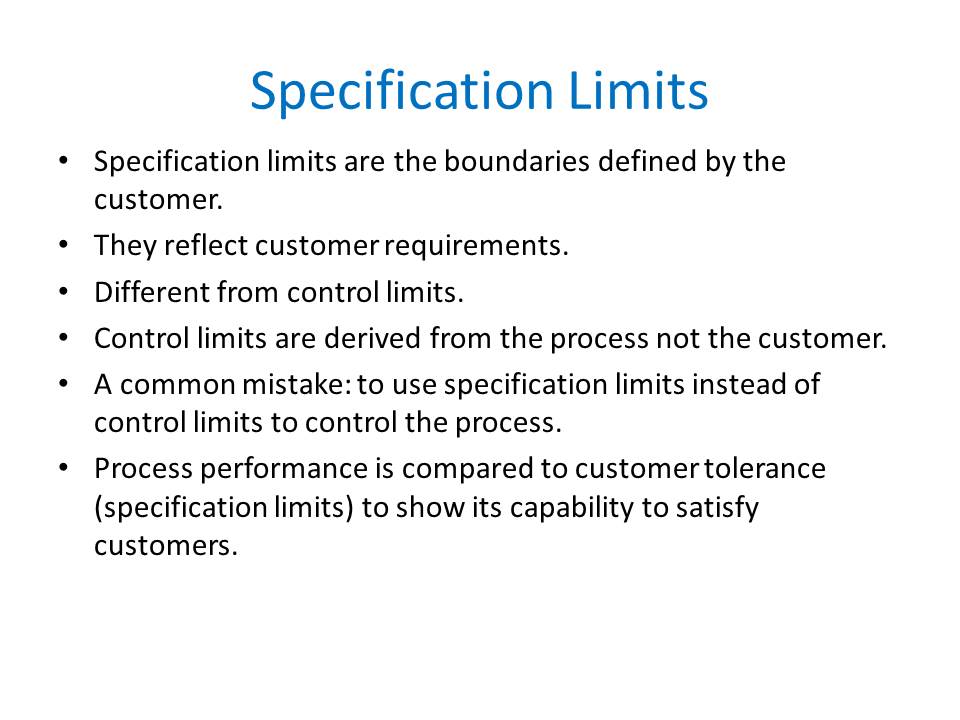 Specification Limits
• Specification limits are the boundaries defined by the
customer.
• They reflect customer requirements.
• Different from control limits.
• Control limits are derived from the process not the customer.
• A common mistake: to use specification limits instead of
control limits to control the process.
• Process performance is compared to customer tolerance
(specification limits) to show its capability to satisfy
customers.